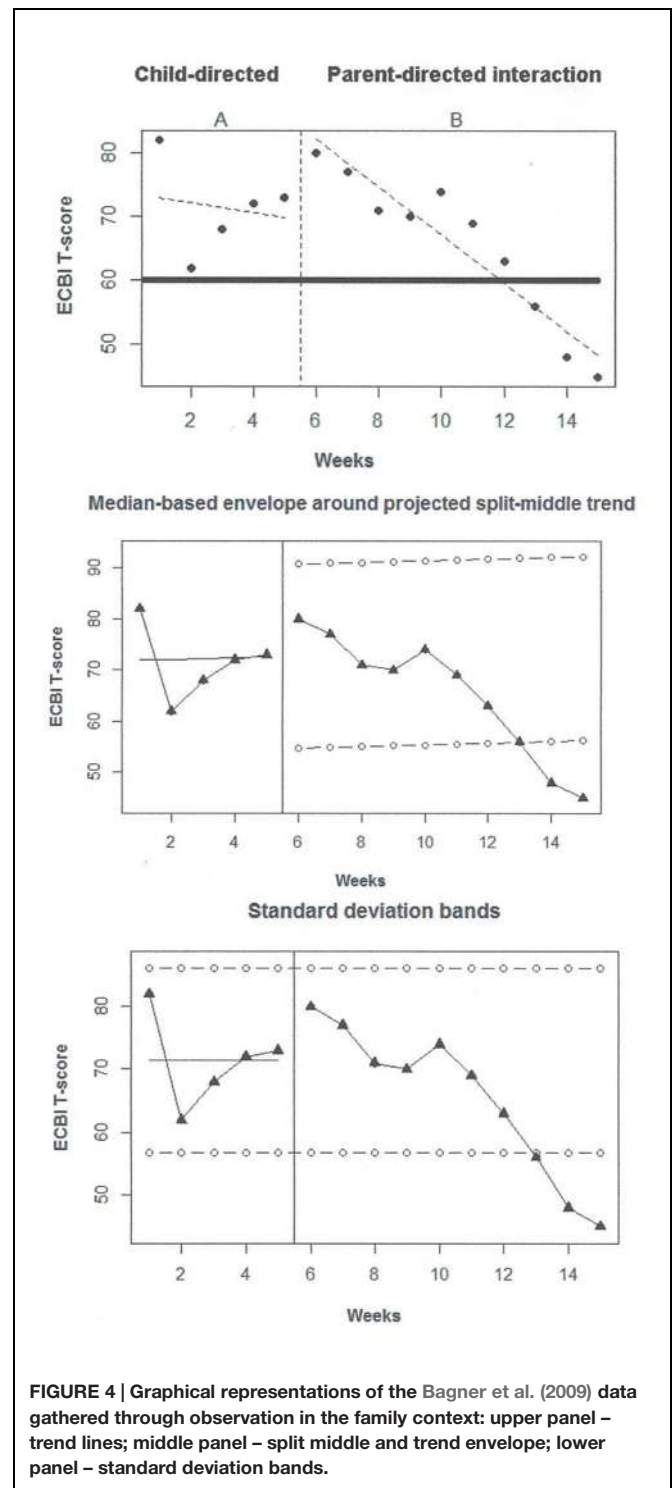 Child-directed Parent-directed interaction
A B
ECBI T-score
80
70
60
50
2 4 6 8 10 12 14
Weeks
Median-based envelope around projected split-middle trend
ECBI T-score
90
80
70
60
50
2 4 6 8 10 12 14
Weeks
Standard deviation bands
ECBI T-score
80
70
60
50
2 4 6 8 10 12 14
Weeks
FIGURE 4 | Graphical representations of the Bagner et al. (2009) data
gathered through observation in the family context: upper panel –
trend lines; middle panel – split middle and trend envelope; lower
panel – standard deviation bands.